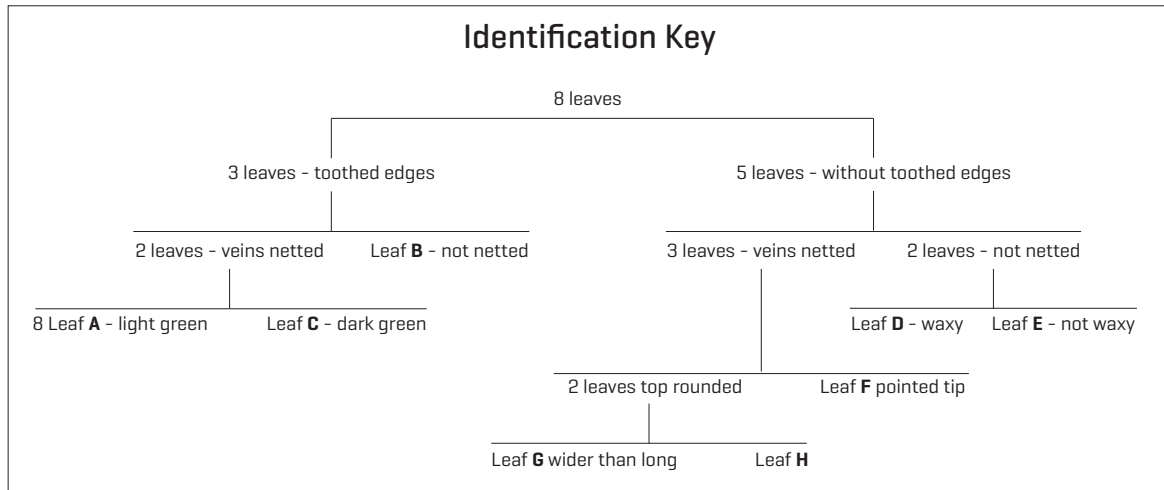 Identification Key
8 leaves
3 leaves - toothed edges
5 leaves - without toothed edges
2 leaves - veins netted
Leaf B - not netted
3 leaves - veins netted
2 leaves - not netted
8 Leaf A - light green
Leaf C - dark green
Leaf D - waxy
Leaf E - not waxy
2 leaves top rounded
Leaf F pointed tip
Leaf G wider than long
Leaf H